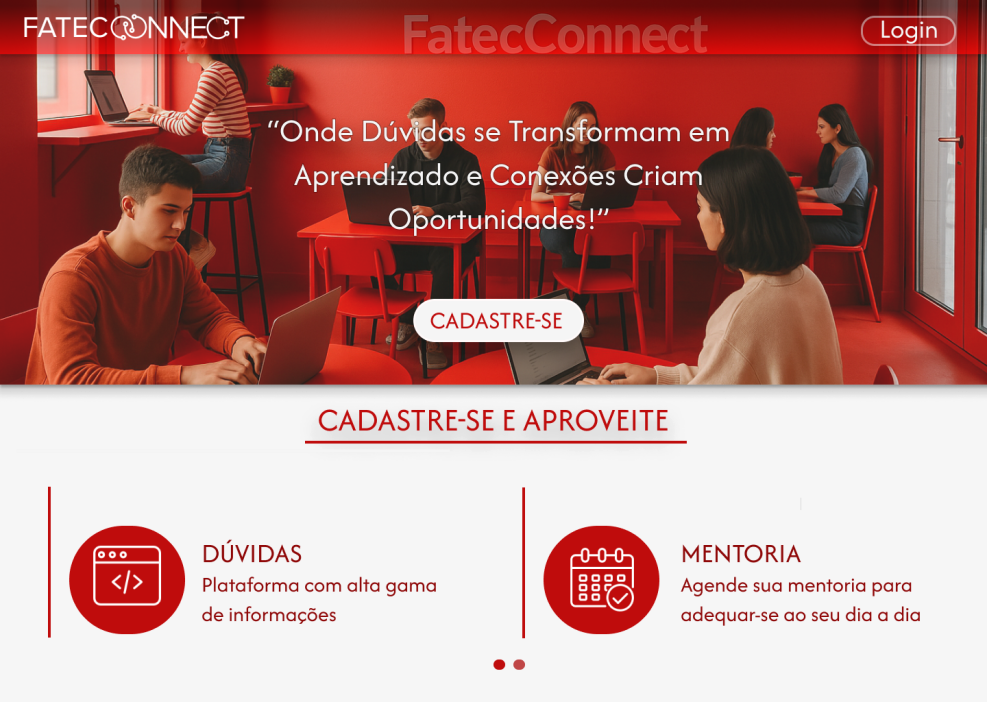 FATECCONNECT
FatecConnect
Login
“Onde Dúvidas se Transformam em
Aprendizado e Conexões Criam
Oportunidades!”
CADASTRE-SE
CADASTRE-SE E APROVEITE
DÚVIDAS
Plataforma com alta gama
de informações
MENTORIA
Agende sua mentoria para
adequar-se ao seu dia a dia